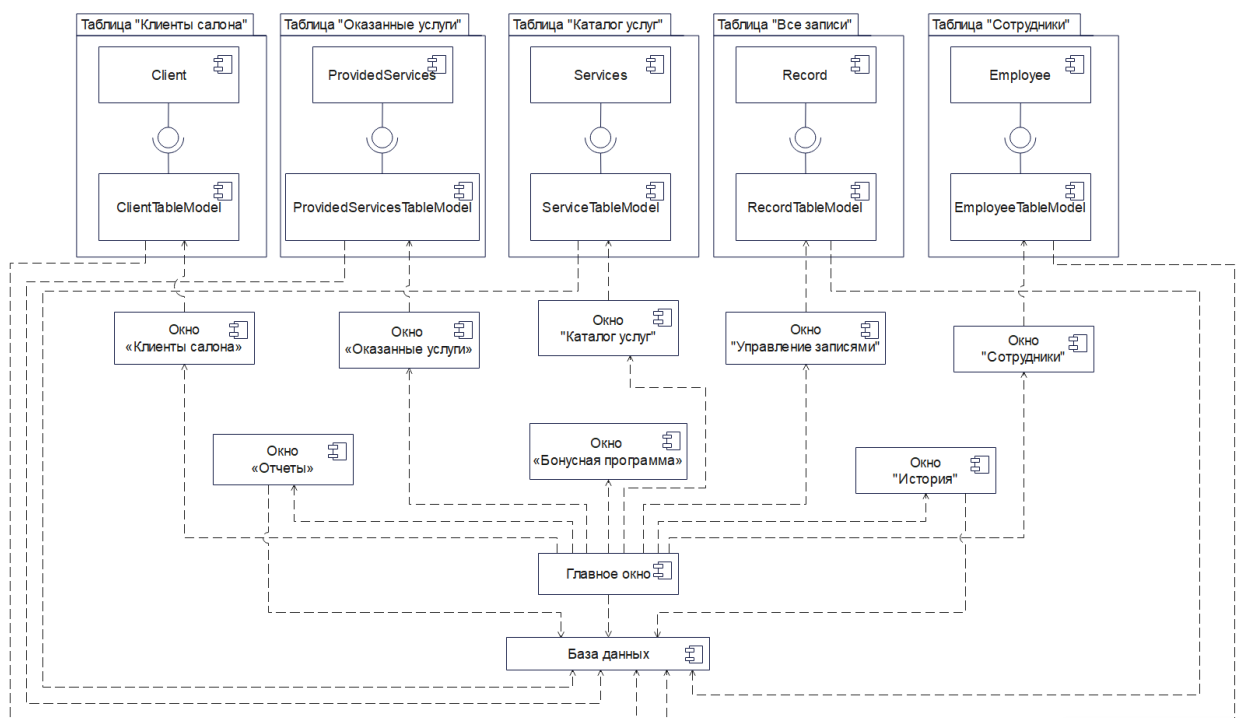 Таблица "Клиенты салона"
Таблица "Оказанные услуги"
Таблица "Каталог услуг"
Таблица "Все записи"
Таблица "Сотрудники"
Client
ProvidedServices
Services
Record
Employee
ClientTableModel
ProvidedServicesTableModel
ServiceTableModel
RecordTableModel
EmployeeTableModel
Окно
«Клиенты салона»
Окно
«Оказанные услуги»
Окно
"Каталог услуг"
Окно
"Управление записями"
Окно
"Сотрудники"
Окно
«Отчеты»
Окно
«Бонусная программа»
Окно
"История"
Главное окно
База данных